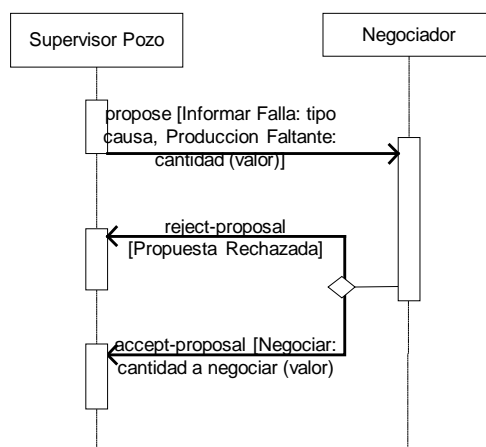 Supervisor Pozo
Negociador
propose [Informar Falla: tipo
causa, Produccion Faltante:
cantidad (valor)]
reject-proposal
[Propuesta Rechazada]
accept-proposal [Negociar:
cantidad a negociar (valor)